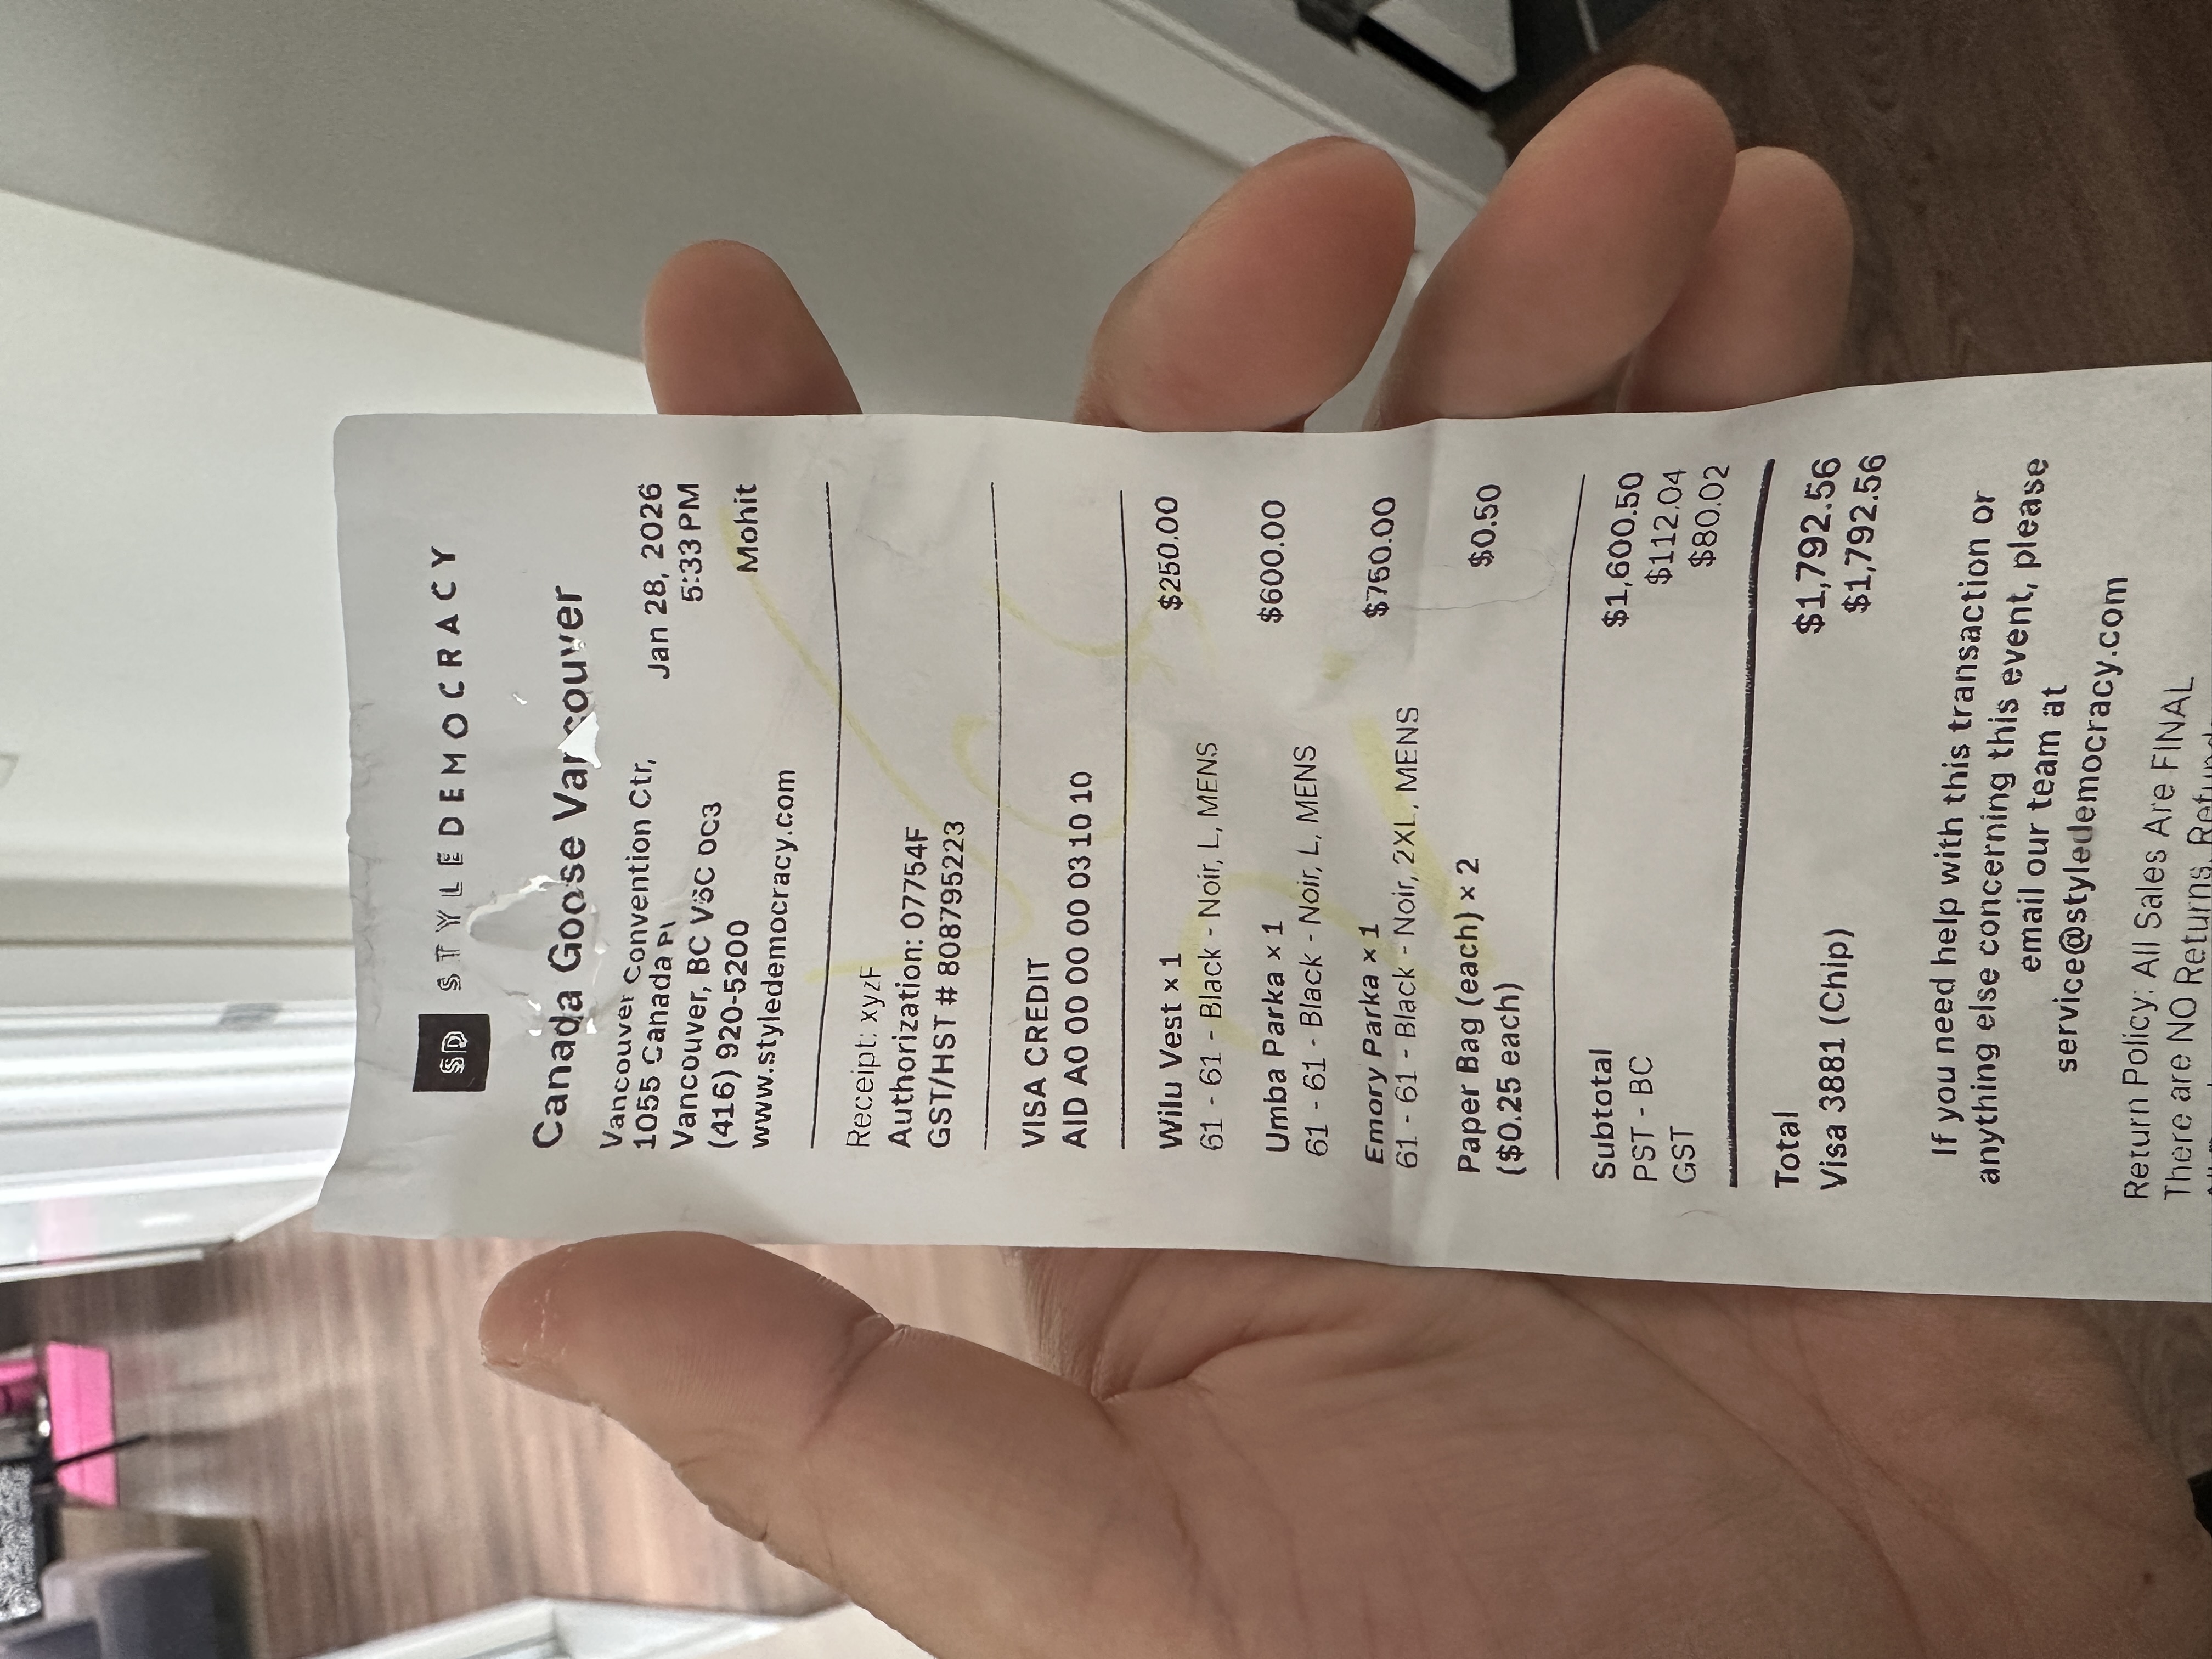 SD STYLEDEMOCRACY
Canada Goose Vancouver
Vancouver Convention Ctr,
1055 Canada Pl
Vancouver, BC V6C 0C3
(416) 920-5200
www.styledemocracy.com
Jan 28, 2026
5:33 PM
Mohit
Receipt: xyzF
Authorization: 07754F
GST/HST # 808795223
VISA CREDIT
AID A0 00 00 00 03 10 10
Wilu Vest × 1 $250.00
61 - 61 - Black - Noir, L, MENS
Umba Parka × 1 $600.00
61 - 61 - Black - Noir, L, MENS
Emory Parka × 1 $750.00
61 - 61 - Black - Noir, 2XL, MENS
Paper Bag (each) × 2 $0.50
($0.25 each)
Subtotal $1,600.50
PST - BC $112.04
GST $80.02
Total $1,792.56
Visa 3881 (Chip) $1,792.56
If you need help with this transaction or
anything else concerning this event, please
email our team at
service@styledemocracy.com
Return Policy: All Sales Are FINAL
There are NO Returns, Refunds